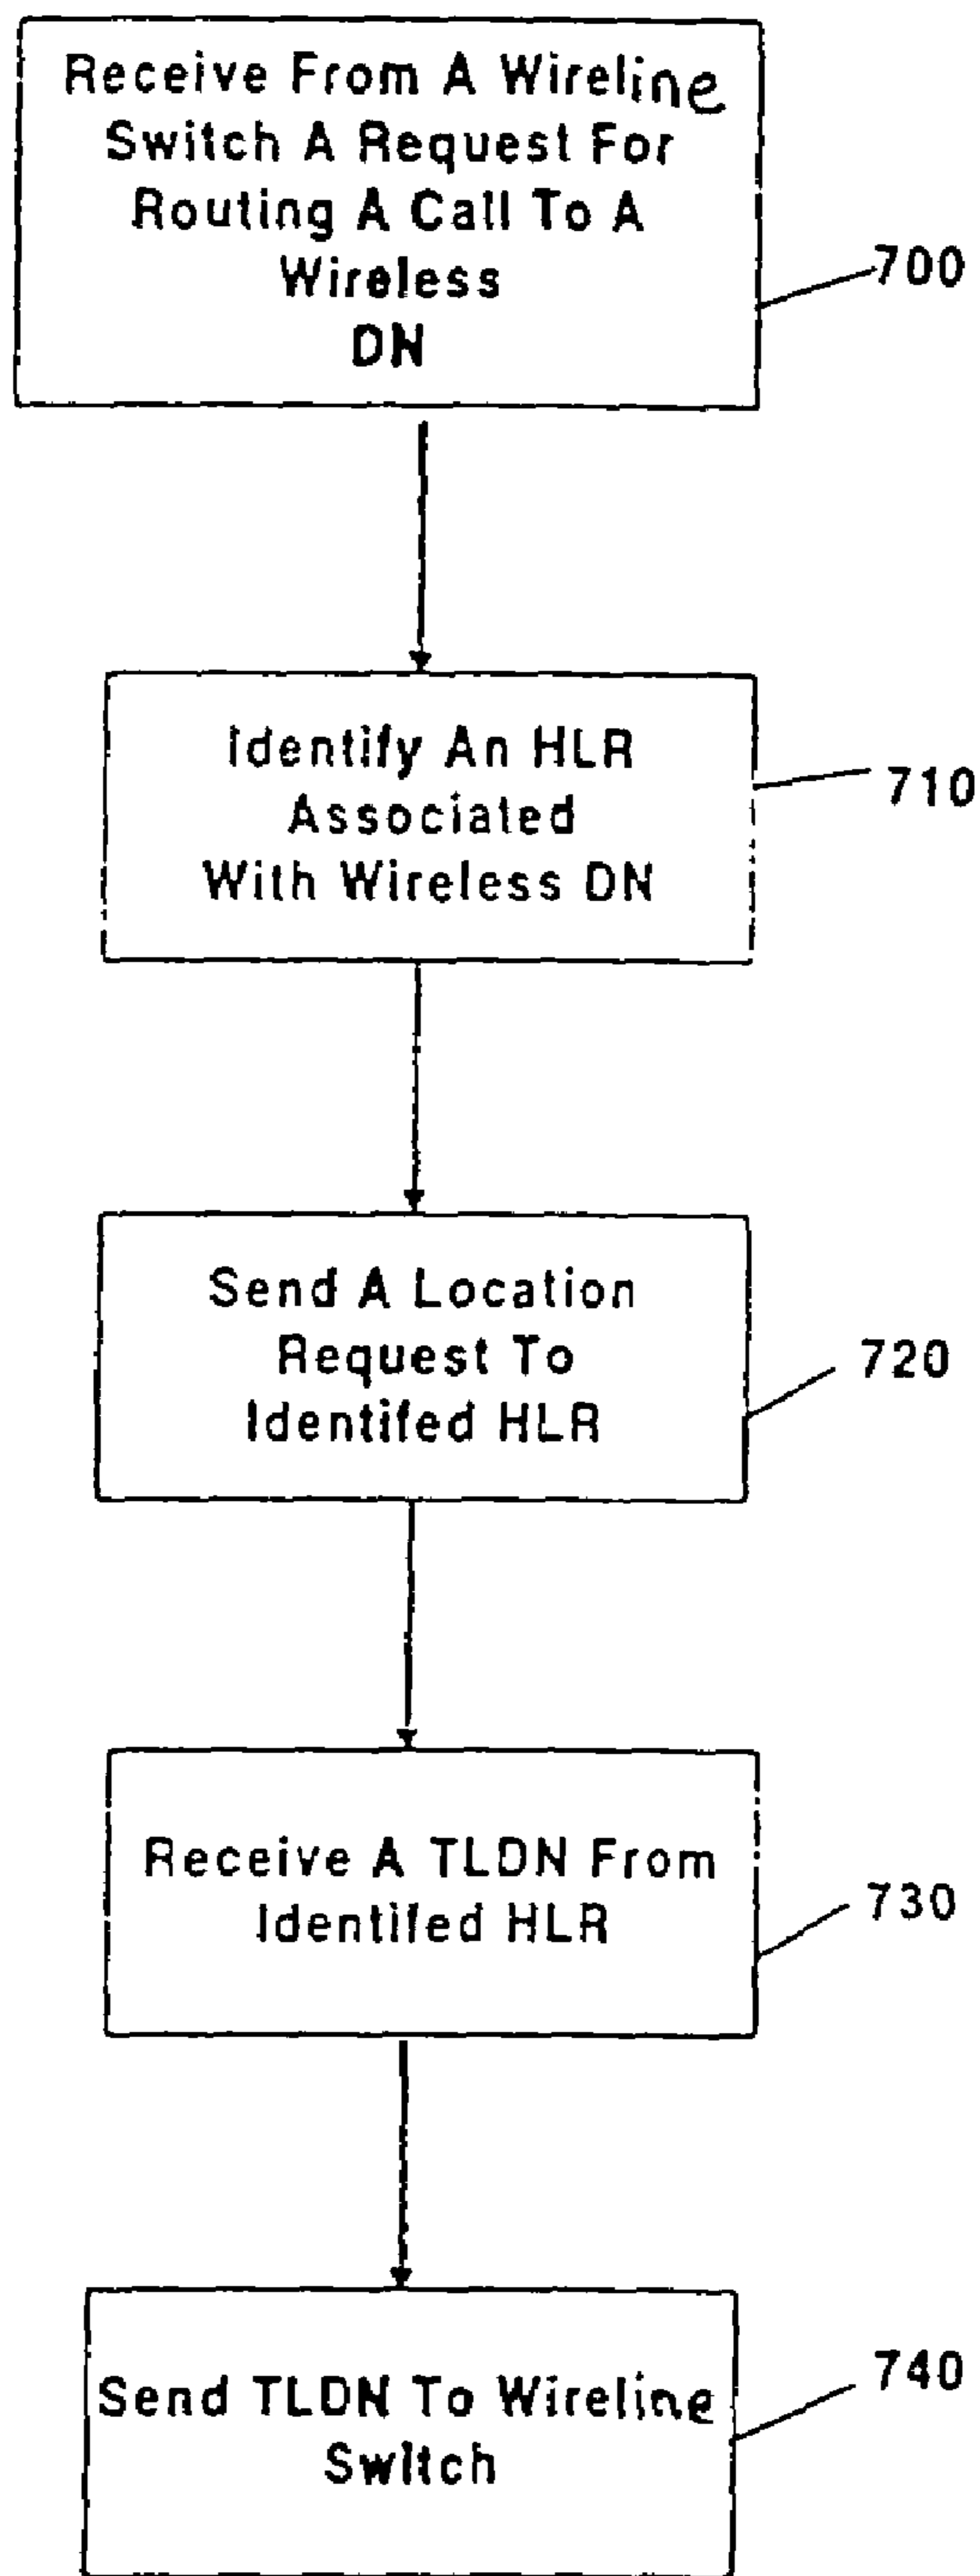 Receive From A Wireline
Switch A Request For
Routing A Call To A
Wireless
DN
700
Identify An HLR
Associated
With Wireless DN
710
Send A Location
Request To
Identifed HLR
720
Receive A TLDN From
Identifed HLR
730
Send TLDN To Wireline
Switch
740